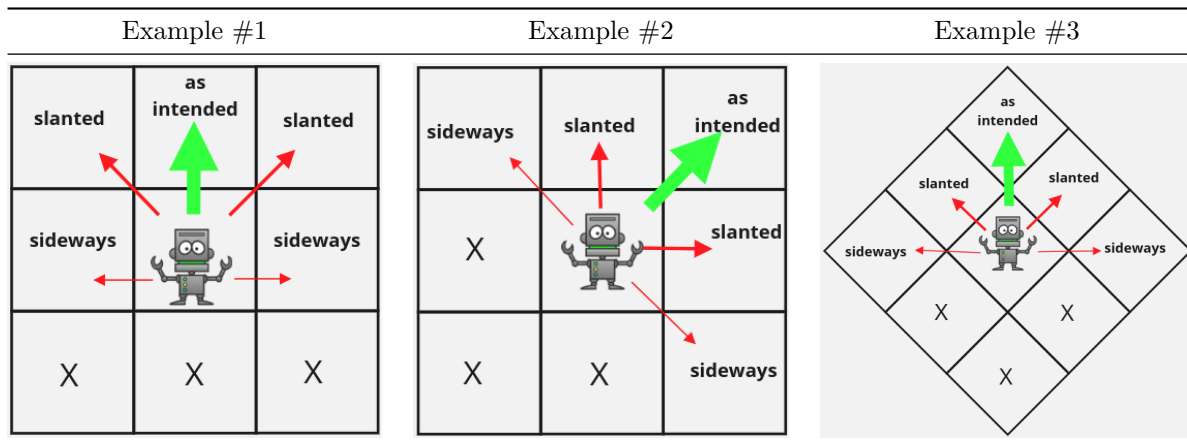 Example #1
Example #2
Example #3
slanted
as
intended
slanted
sideways
sideways
X
X
X
sideways
slanted
as
intended
X
slanted
X
X
sideways
as
intended
slanted
slanted
sideways
sideways
X
X
X